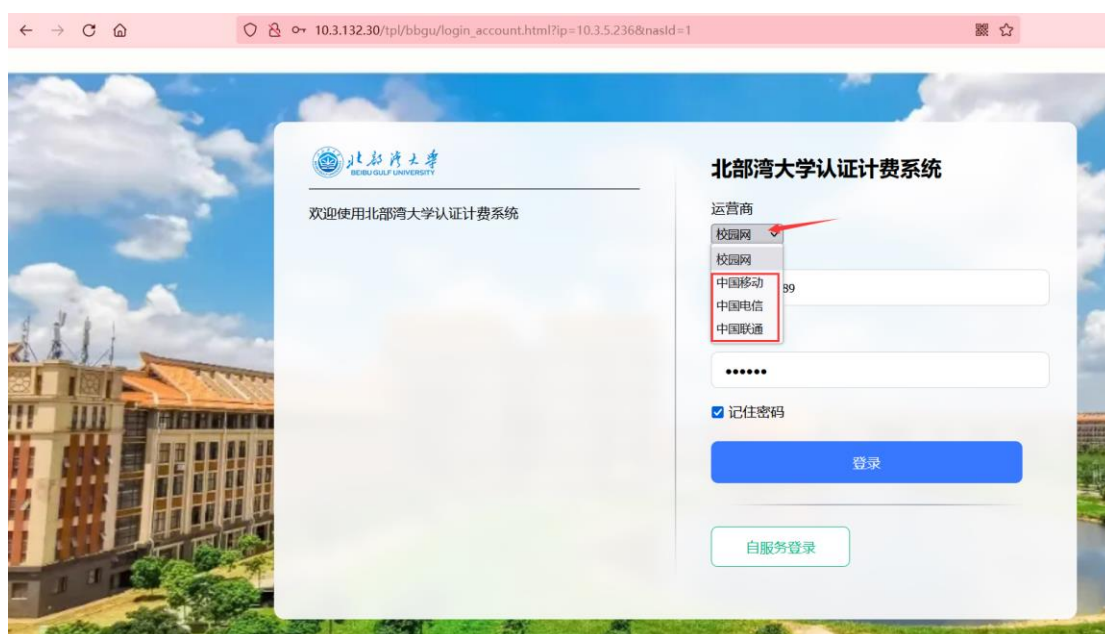 10.3.132.30/tpl/bbgu/login_account.html?ip=10.3.5.236&nasId=1
北部湾大学
BEIBU GULF UNIVERSITY
欢迎使用北部湾大学认证计费系统
北部湾大学认证计费系统
运营商
校园网
校园网
中国移动
89
中国电信
中国联通
••••••
记住密码
登录
自服务登录